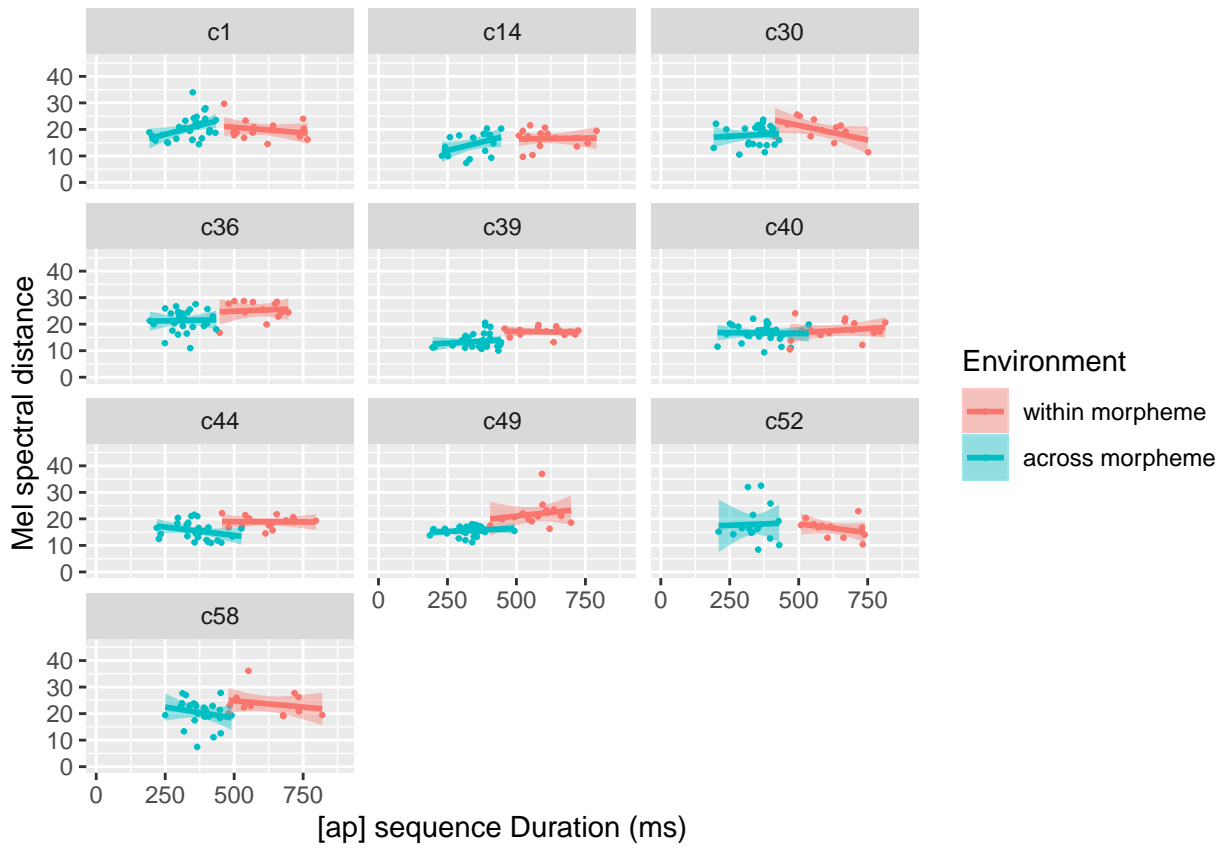 c1 c14 c30
40
30
20
10
0
c36 c39 c40
40
30
20
10
0
c44 c49 c52
40
30
20
10
0
0 250 500 750 0 250 500 750
c58
40
30
20
10
0
0 250 500 750
Mel spectral distance
[ap] sequence Duration (ms)
Environment
within morpheme
across morpheme